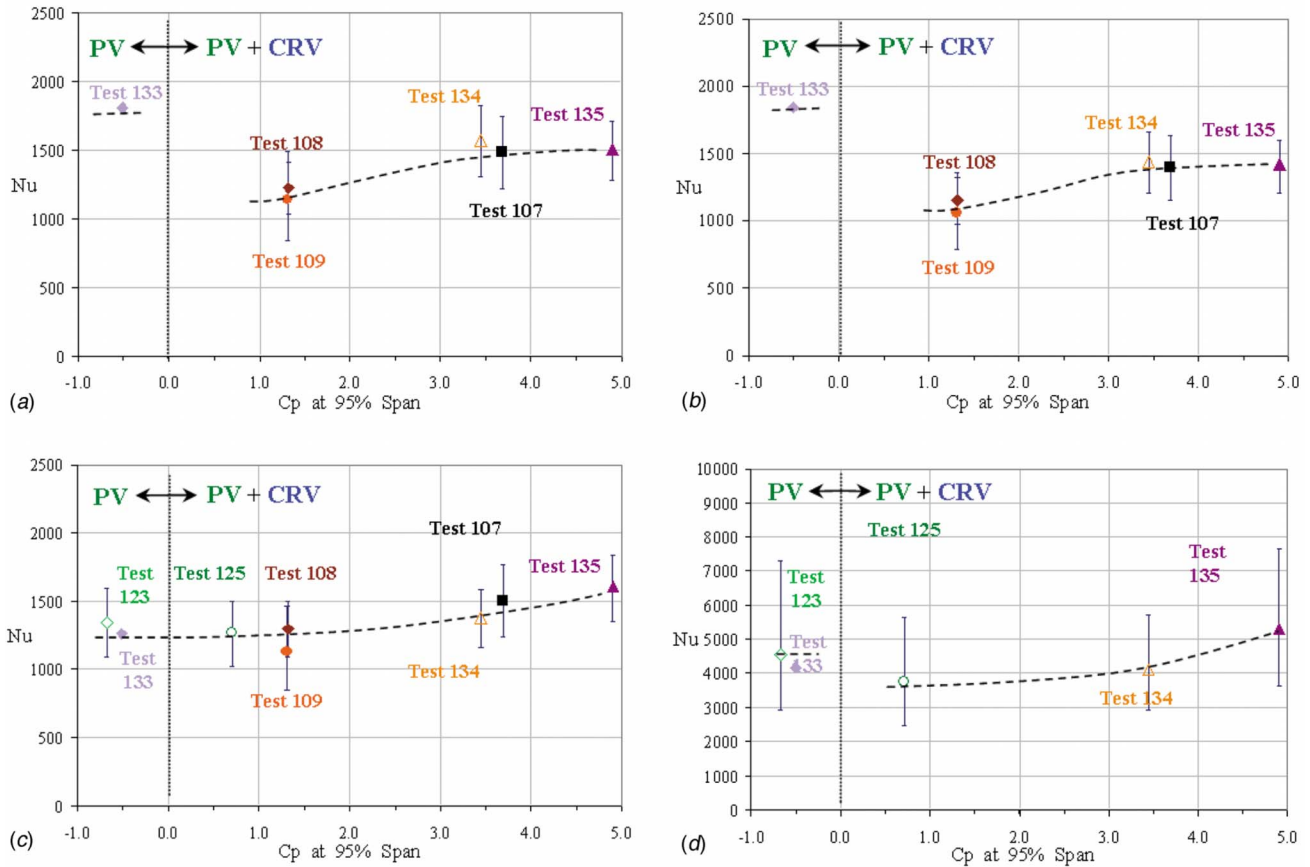 2500
PV PV + CRV
2000
Test 133
Test 134
Test 135
1500
Test 108
Nu
Test 107
1000
Test 109
500
0
-1.0 0.0 1.0 2.0 3.0 4.0 5.0
(a) Cp at 95% Span
2500
PV PV + CRV
2000
Test 133
Test 134
Test 135
1500
Test 108
Nu
Test 107
1000
Test 109
500
0
-1.0 0.0 1.0 2.0 3.0 4.0 5.0
(b) Cp at 95% Span
2500
PV PV + CRV
2000
Test 107
Test 123
Test 125
Test 108
Test 135
1500
Nu
Test 133
Test 134
1000
Test 109
500
0
-1.0 0.0 1.0 2.0 3.0 4.0 5.0
(c) Cp at 95% Span
10000
PV PV + CRV
9000
Test 125
8000
Test 135
7000
Test 123
6000
5000
Nu
Test 133
4000
Test 134
3000
2000
1000
0
-1.0 0.0 1.0 2.0 3.0 4.0 5.0
(d) Cp at 95% Span